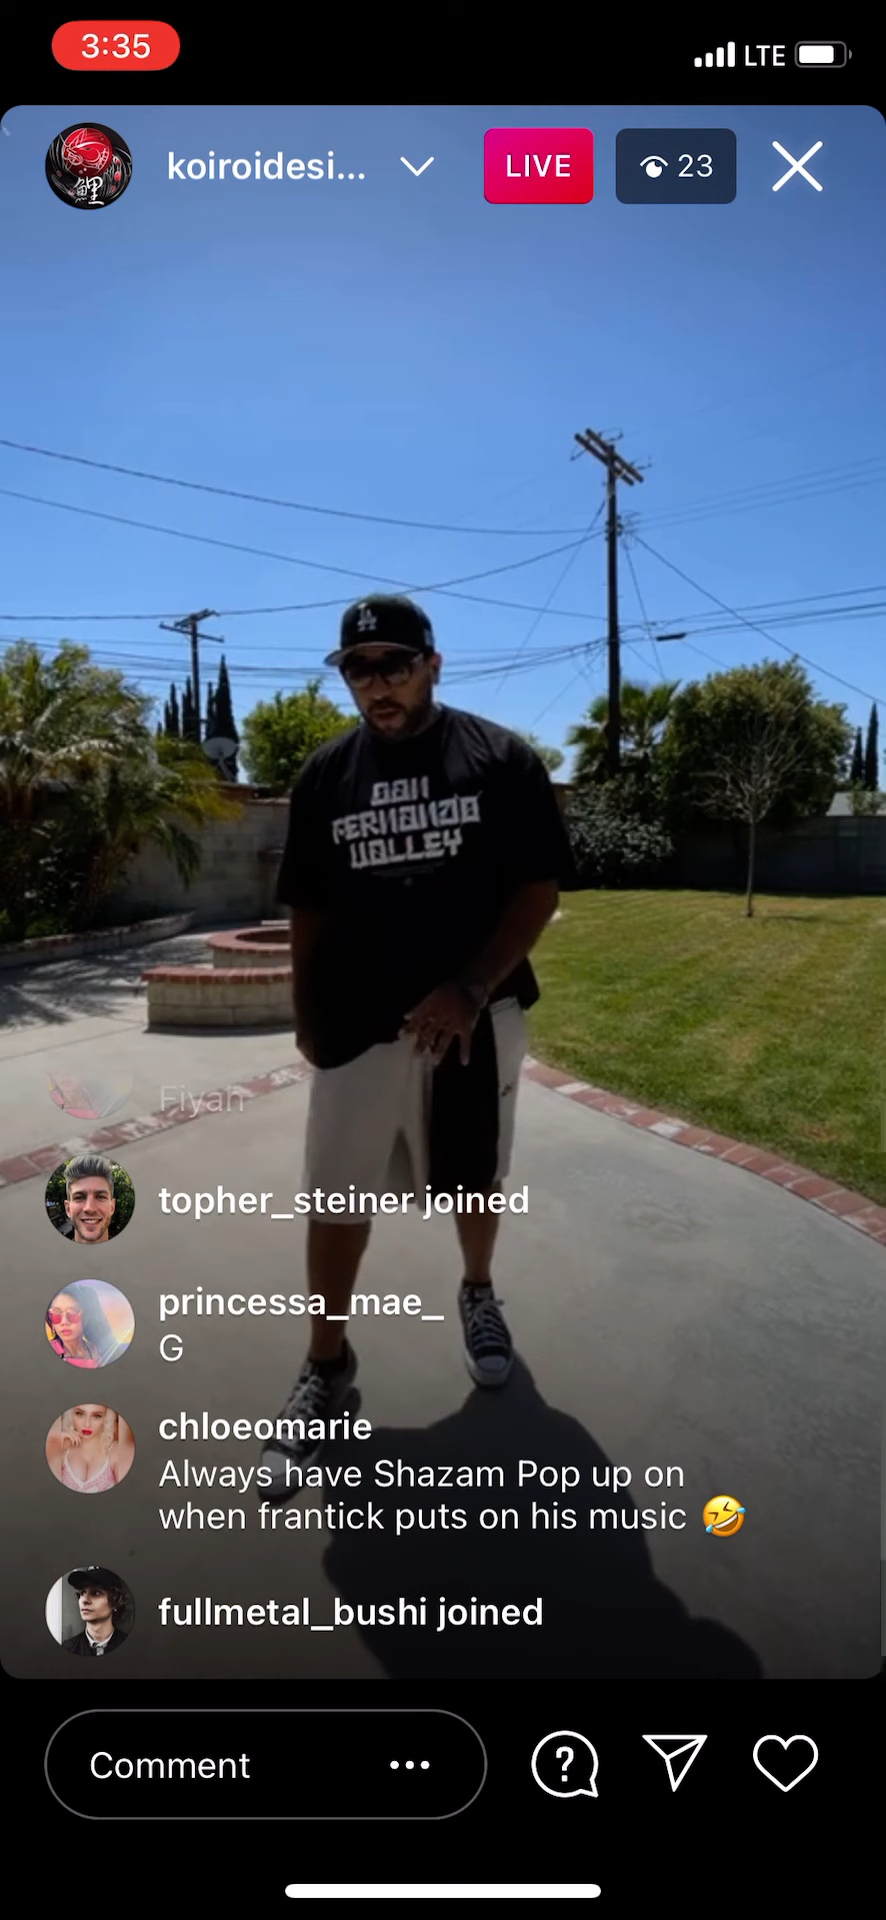 3:35
LTE
koiroidesi...
LIVE
23
LA
SAN
FERNANDO
VALLEY
Fiyah
topher_steiner joined
princessa_mae_
G
chloeomarie
Always have Shazam Pop up on
when frantick puts on his music 🤣
fullmetal_bushi joined
Comment